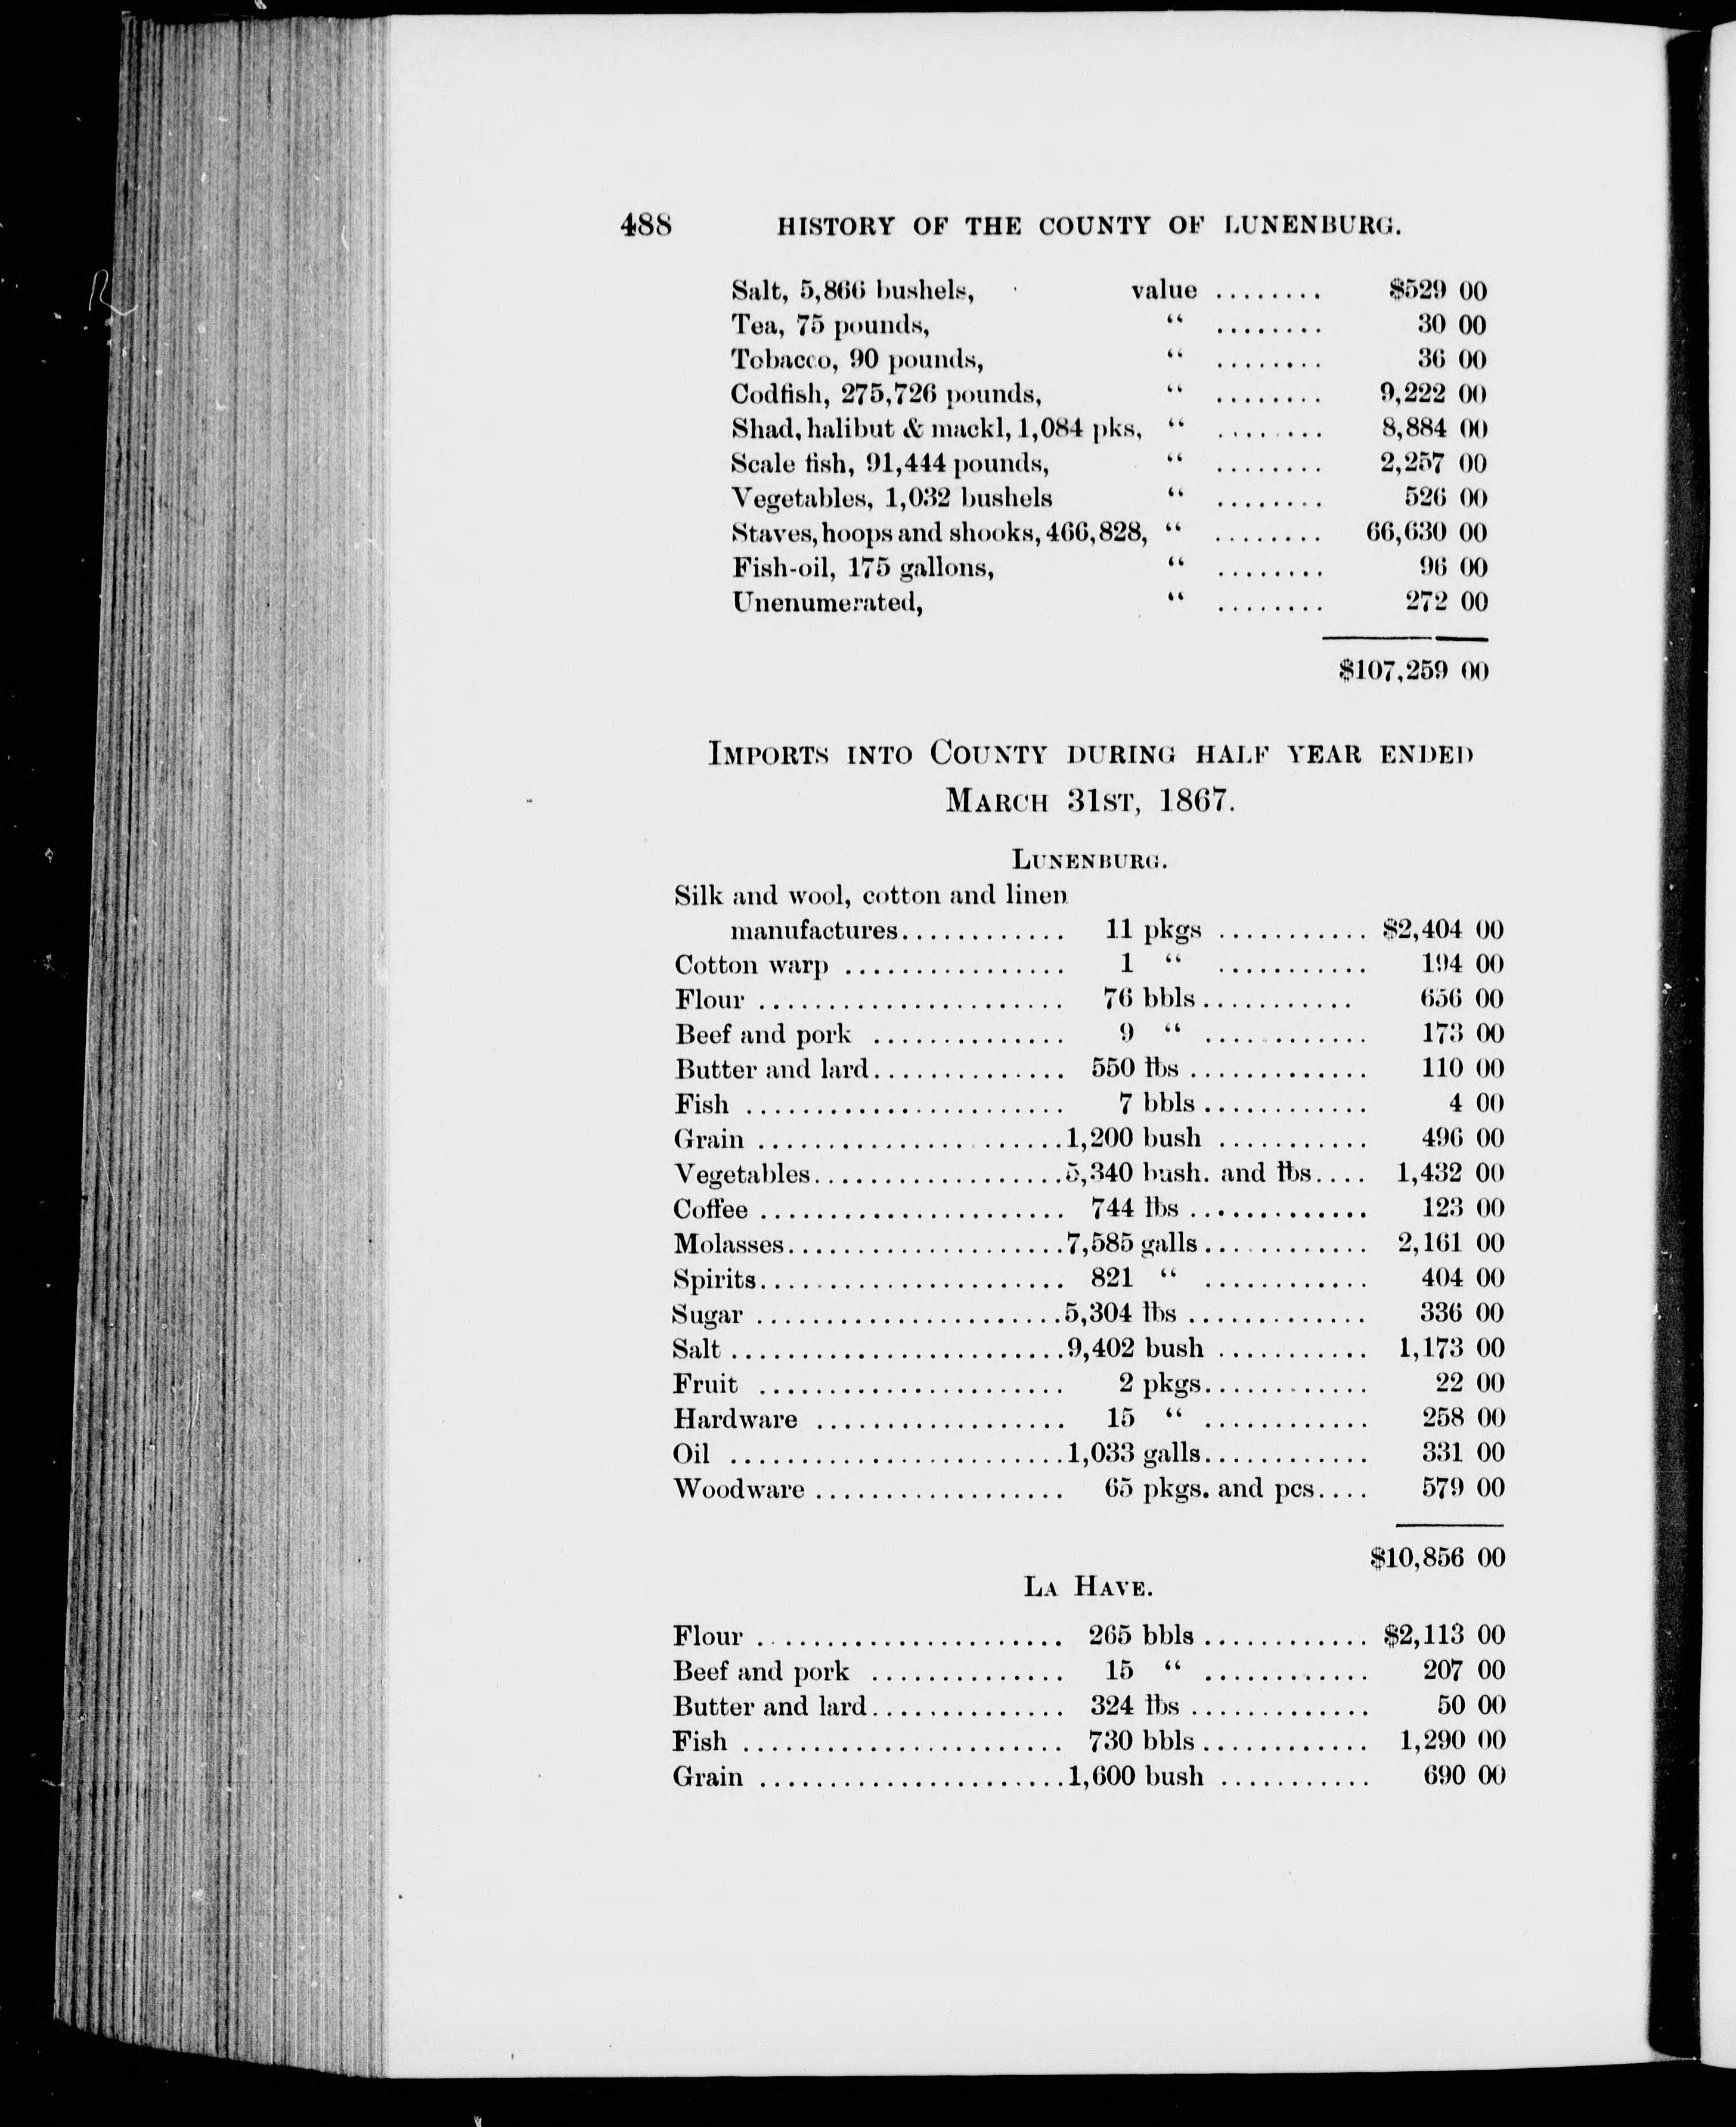 488 HISTORY OF THE COUNTY OF LUNENBURG.
Salt, 5,866 bushels, value ........ $529 00
Tea, 75 pounds, “ ........ 30 00
Tobacco, 90 pounds, “ ........ 36 00
Codfish, 275,726 pounds, “ ........ 9,222 00
Shad, halibut & mackl, 1,084 pks, “ ........ 8,884 00
Scale fish, 91,444 pounds, “ ........ 2,257 00
Vegetables, 1,032 bushels “ ........ 526 00
Staves, hoops and shooks, 466,828, “ ........ 66,630 00
Fish-oil, 175 gallons, “ ........ 96 00
Unenumerated, “ ........ 272 00
$107,259 00
IMPORTS INTO COUNTY DURING HALF YEAR ENDED
MARCH 31ST, 1867.
LUNENBURG.
Silk and wool, cotton and linen
manufactures............ 11 pkgs ........... $2,404 00
Cotton warp ................ 1 “ ........... 194 00
Flour ...................... 76 bbls........... 656 00
Beef and pork .............. 9 “ ............ 173 00
Butter and lard.............. 550 lbs ............. 110 00
Fish ....................... 7 bbls............ 4 00
Grain ......................1,200 bush ........... 496 00
Vegetables..................5,340 bush. and lbs.... 1,432 00
Coffee ...................... 744 lbs ............. 123 00
Molasses....................7,585 galls............ 2,161 00
Spirits...................... 821 “ ............ 404 00
Sugar ......................5,304 lbs ............. 336 00
Salt ........................9,402 bush ........... 1,173 00
Fruit ...................... 2 pkgs............ 22 00
Hardware .................. 15 “ ............ 258 00
Oil ........................1,033 galls............ 331 00
Woodware .................. 65 pkgs. and pcs.... 579 00
$10,856 00
LA HAVE.
Flour ...................... 265 bbls............ $2,113 00
Beef and pork .............. 15 “ ............ 207 00
Butter and lard.............. 324 lbs ............. 50 00
Fish ....................... 730 bbls............ 1,290 00
Grain ......................1,600 bush ........... 690 00